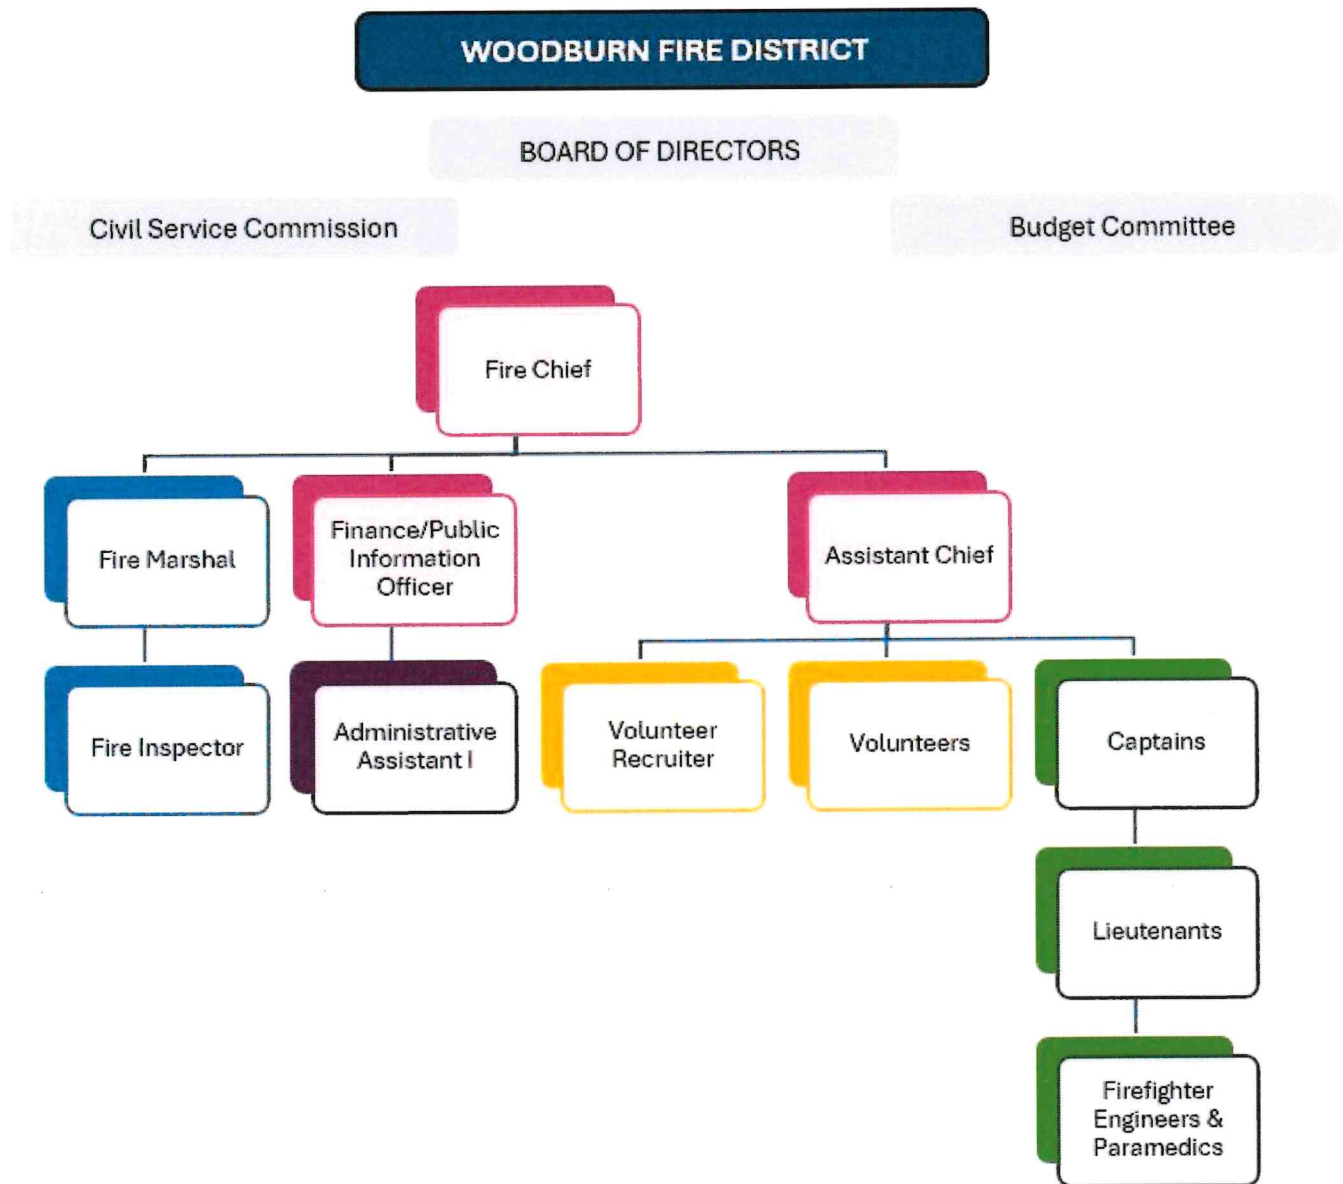 WOODBURN FIRE DISTRICT
BOARD OF DIRECTORS
Civil Service Commission
Budget Committee
Fire Chief
Fire Marshal
Finance/Public
Information
Officer
Assistant Chief
Fire Inspector
Administrative
Assistant I
Volunteer
Recruiter
Volunteers
Captains
Lieutenants
Firefighter
Engineers &
Paramedics